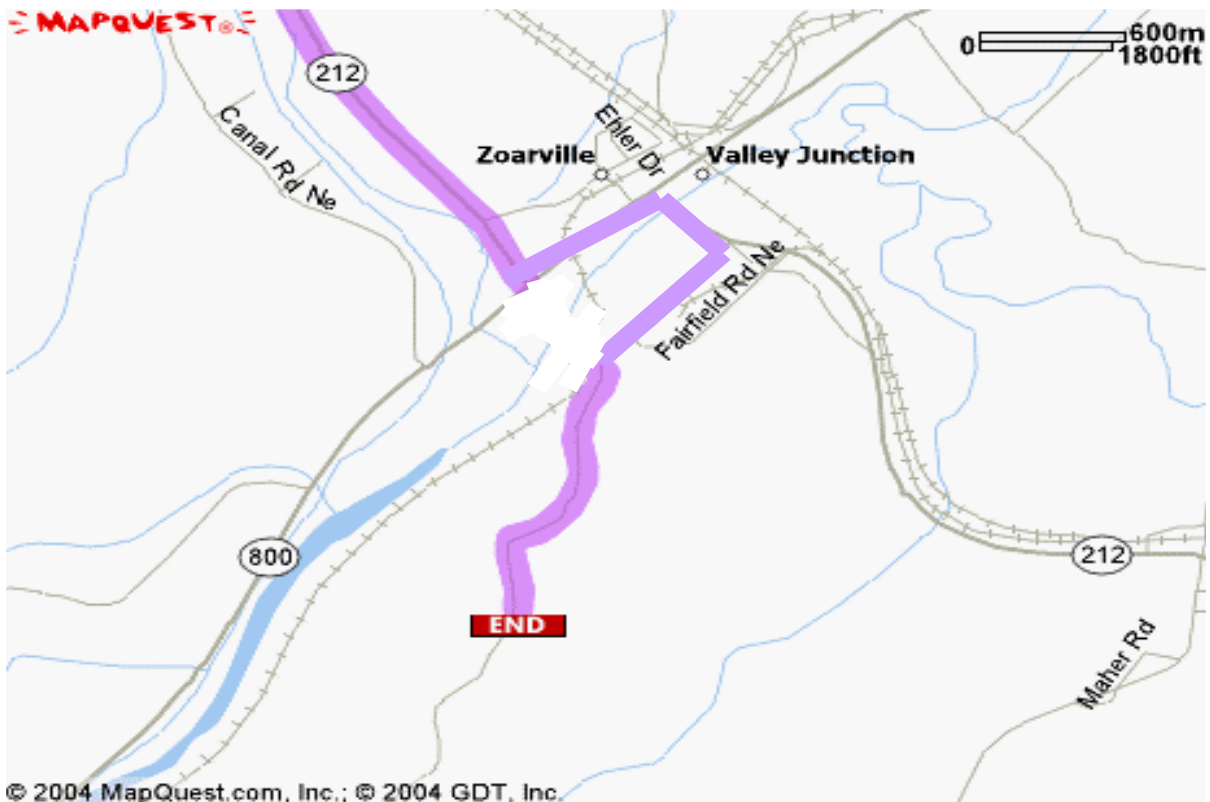 MAPQUEST®
600m
0
1800ft
212
Canal Rd Ne
Ehler Dr
Zoarville
Valley Junction
Fairfield Rd Ne
800
212
END
Maher Rd
© 2004 MapQuest.com, Inc.; © 2004 GDT, Inc.